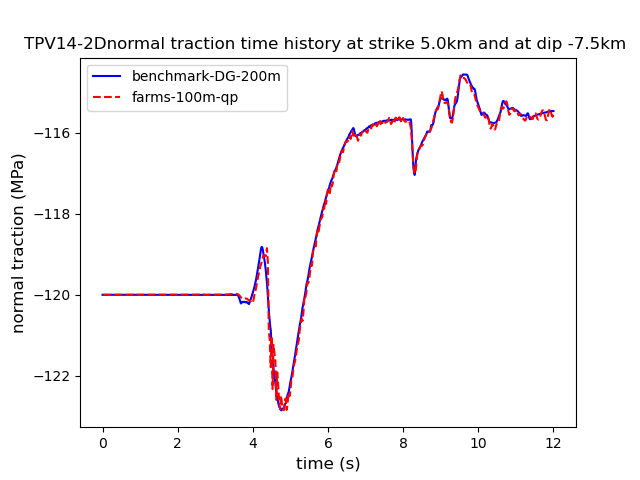 TPV14-2Dnormal traction time history at strike 5.0km and at dip -7.5km
benchmark-DG-200m
farms-100m-qp
normal traction (MPa)
−116
−118
−120
−122
0 2 4 6 8 10 12
time (s)